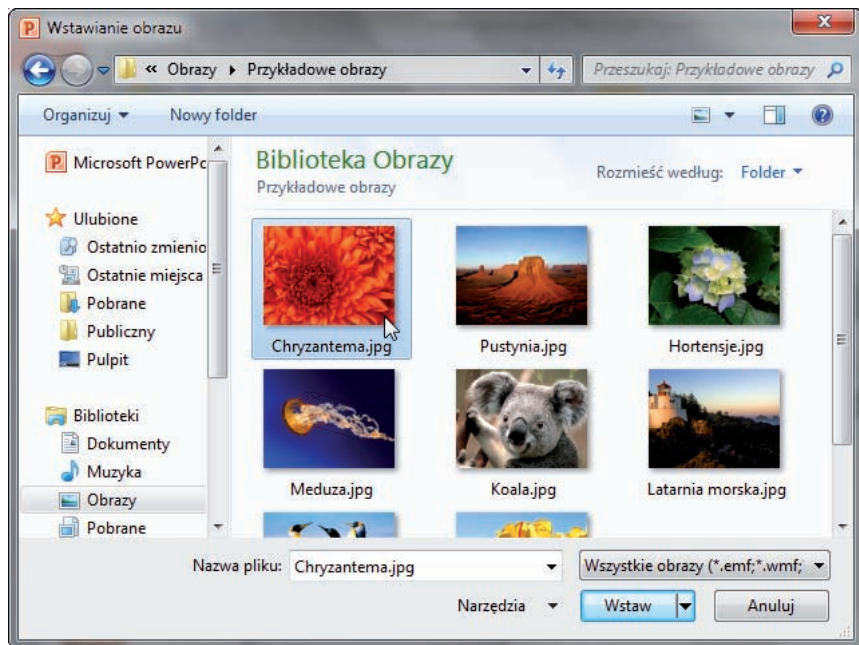 Wstawianie obrazu
« Obrazy Przykładowe obrazy Przeszukaj: Przykładowe obrazy
Organizuj Nowy folder
Microsoft PowerPc
Ulubione
Ostatnio zmienio
Ostatnie miejsca
Pobrane
Publiczny
Pulpit
Biblioteki
Dokumenty
Muzyka
Obrazy
Pobrane
Biblioteka Obrazy
Przykładowe obrazy
Rozmieść według: Folder
Chryzantema.jpg Pustynia.jpg Hortensje.jpg
Meduza.jpg Koala.jpg Latarnia morska.jpg
Nazwa pliku: Chryzantema.jpg Wszystkie obrazy (*.emf;*.wmf;
Narzędzia Wstaw Anuluj